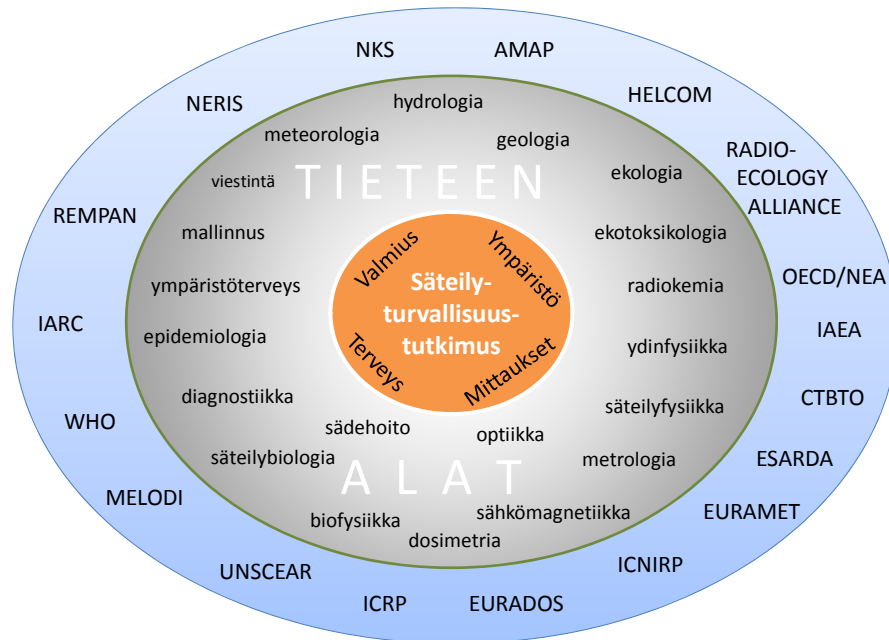 NKS
AMAP
NERIS
HELCOM
hydrologia
meteorologia
geologia
RADIO-
ECOLOGY
ALLIANCE
viestintä
TIETEEN
ekologia
REMPAN
mallinnus
Valmius
Ympäristö
ekotoksikologia
ympäristöterveys
Säteily-
turvallisuus-
tutkimus
radiokemia
OECD/NEA
IARC
epidemiologia
Terveys
Mittaukset
ydinfysiikka
IAEA
diagnostiikka
säteilyfysiikka
CTBTO
WHO
sädehoito
optiikka
säteilybiologia
ALAT
metrologia
ESARDA
MELODI
biofysiikka
sähkömagnetiikka
EURAMET
dosimetria
UNSCEAR
ICNIRP
ICRP
EURADOS